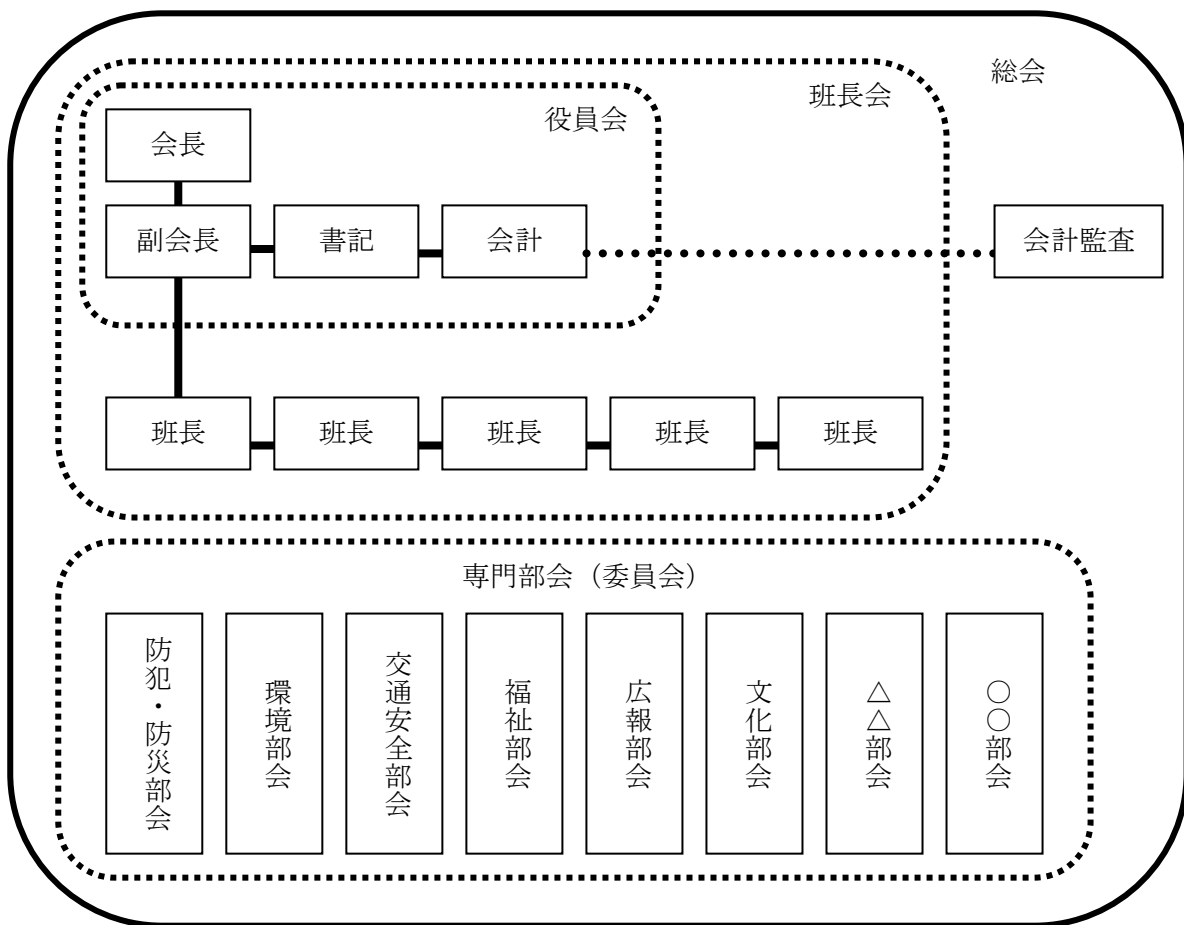 総会
班長会
役員会
会長
副会長
書記
会計
会計監査
班長
班長
班長
班長
班長
専門部会（委員会）
防犯・防災部会
環境部会
交通安全部会
福祉部会
広報部会
文化部会
△△部会
○○部会